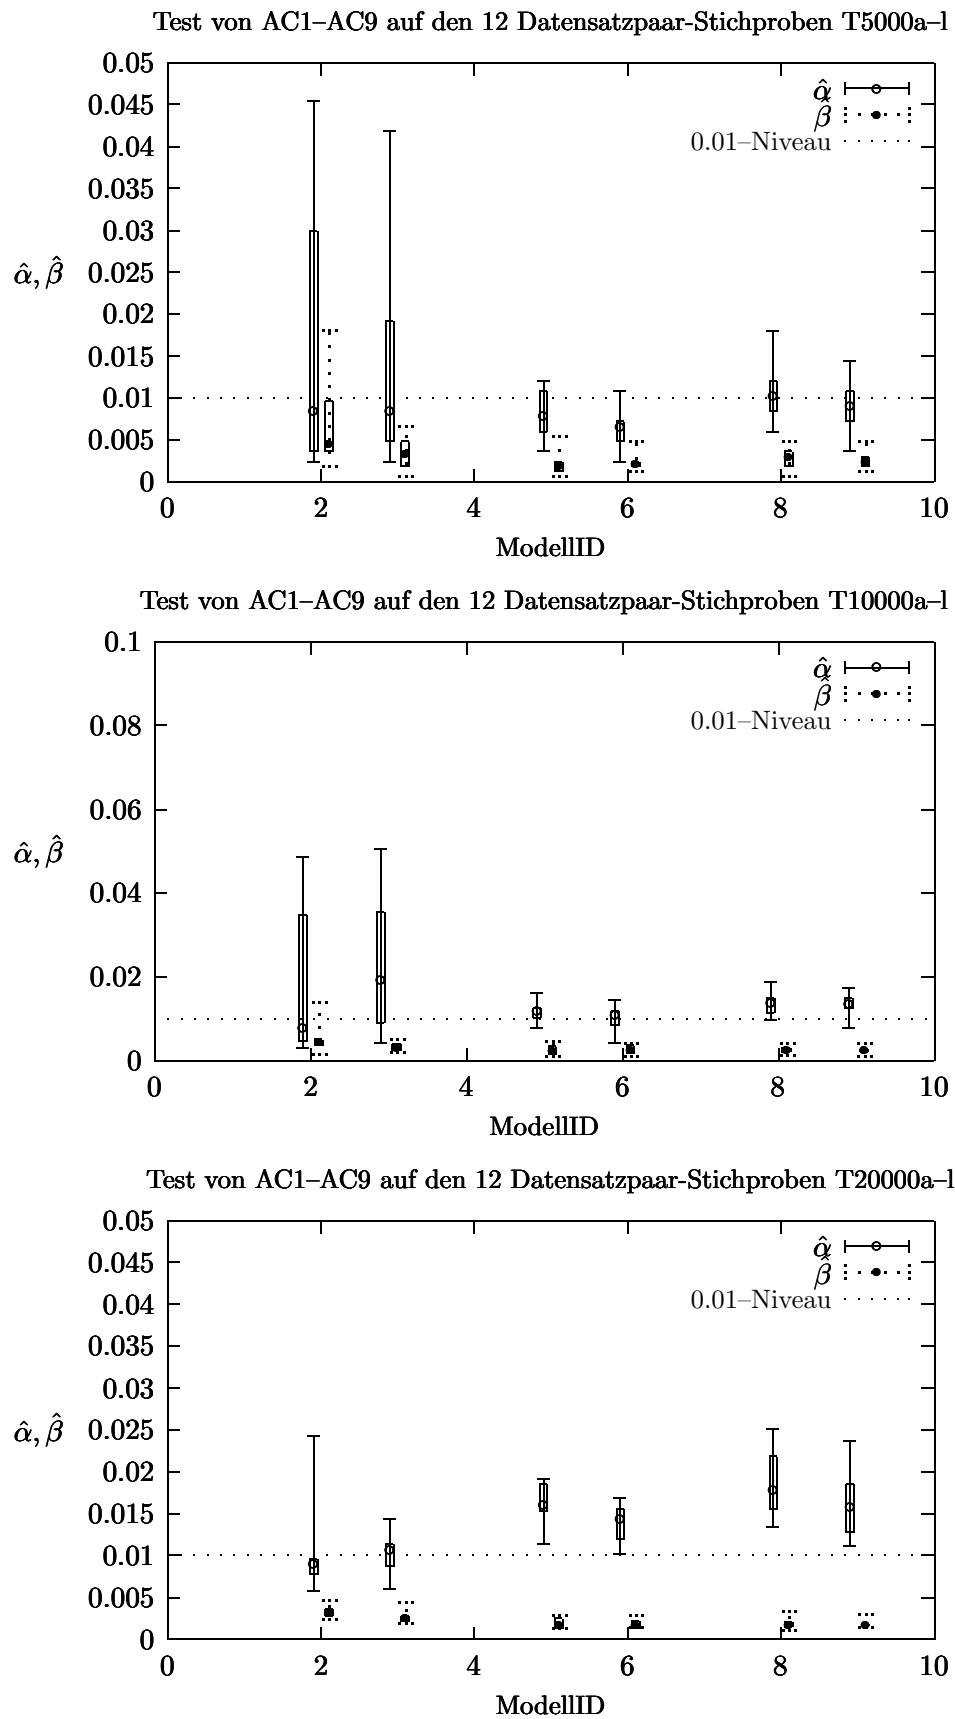 Test von AC1–AC9 auf den 12 Datensatzpaar-Stichproben T5000a–l
0.05
0.045
0.04
0.035
0.03
0.025
0.02
0.015
0.01
0.005
0
α̂, β̂
α̂
β̂
0.01–Niveau
0 2 4 6 8 10
ModellID
Test von AC1–AC9 auf den 12 Datensatzpaar-Stichproben T10000a–l
0.1
0.08
0.06
0.04
0.02
0
α̂, β̂
α̂
β̂
0.01–Niveau
0 2 4 6 8 10
ModellID
Test von AC1–AC9 auf den 12 Datensatzpaar-Stichproben T20000a–l
0.05
0.045
0.04
0.035
0.03
0.025
0.02
0.015
0.01
0.005
0
α̂, β̂
α̂
β̂
0.01–Niveau
0 2 4 6 8 10
ModellID